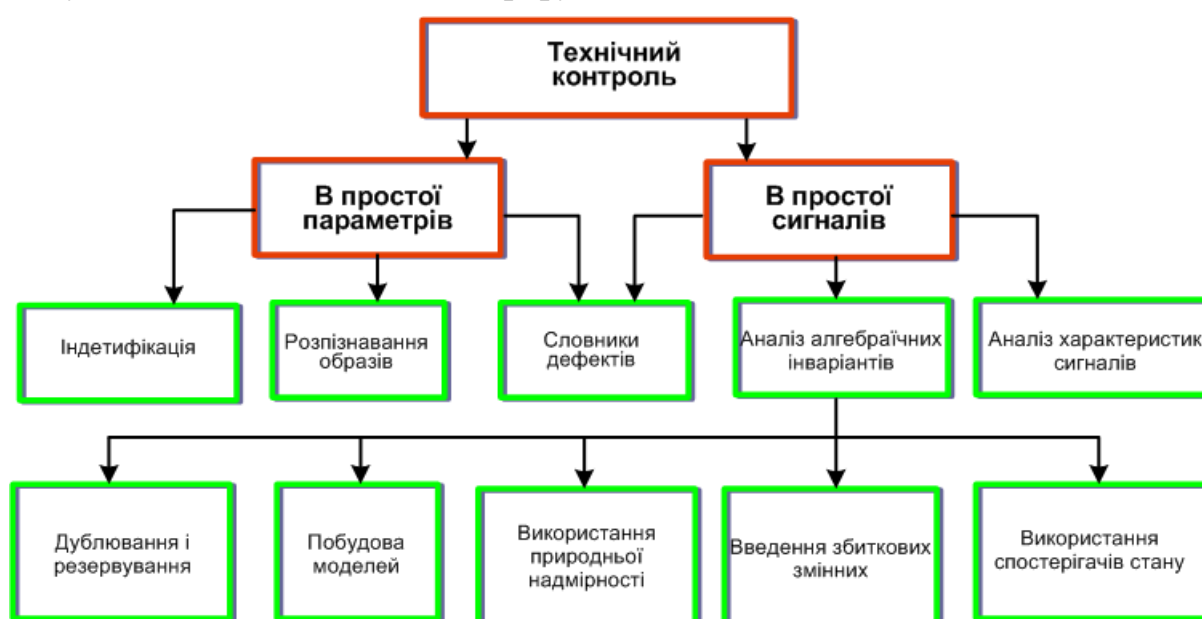 Технічний
контроль
В простої
параметрів
В простої
сигналів
Індетифікація
Розпізнавання
образів
Словники
дефектів
Аналіз алгебраїчних
інваріантів
Аналіз характеристик
сигналів
Дублювання і
резервування
Побудова
моделей
Використання
природньої
надмірності
Введення збиткових
змінних
Використання
спостерігачів стану